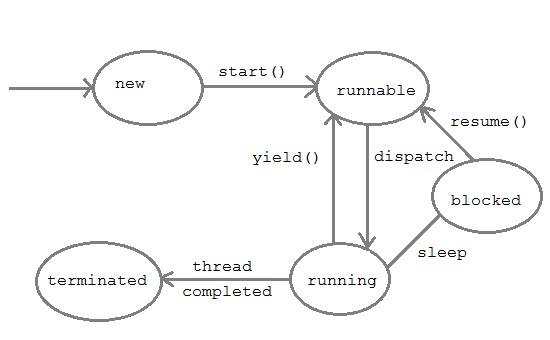 new
start()
runnable
resume()
yield()
dispatch
blocked
sleep
thread
completed
terminated
running